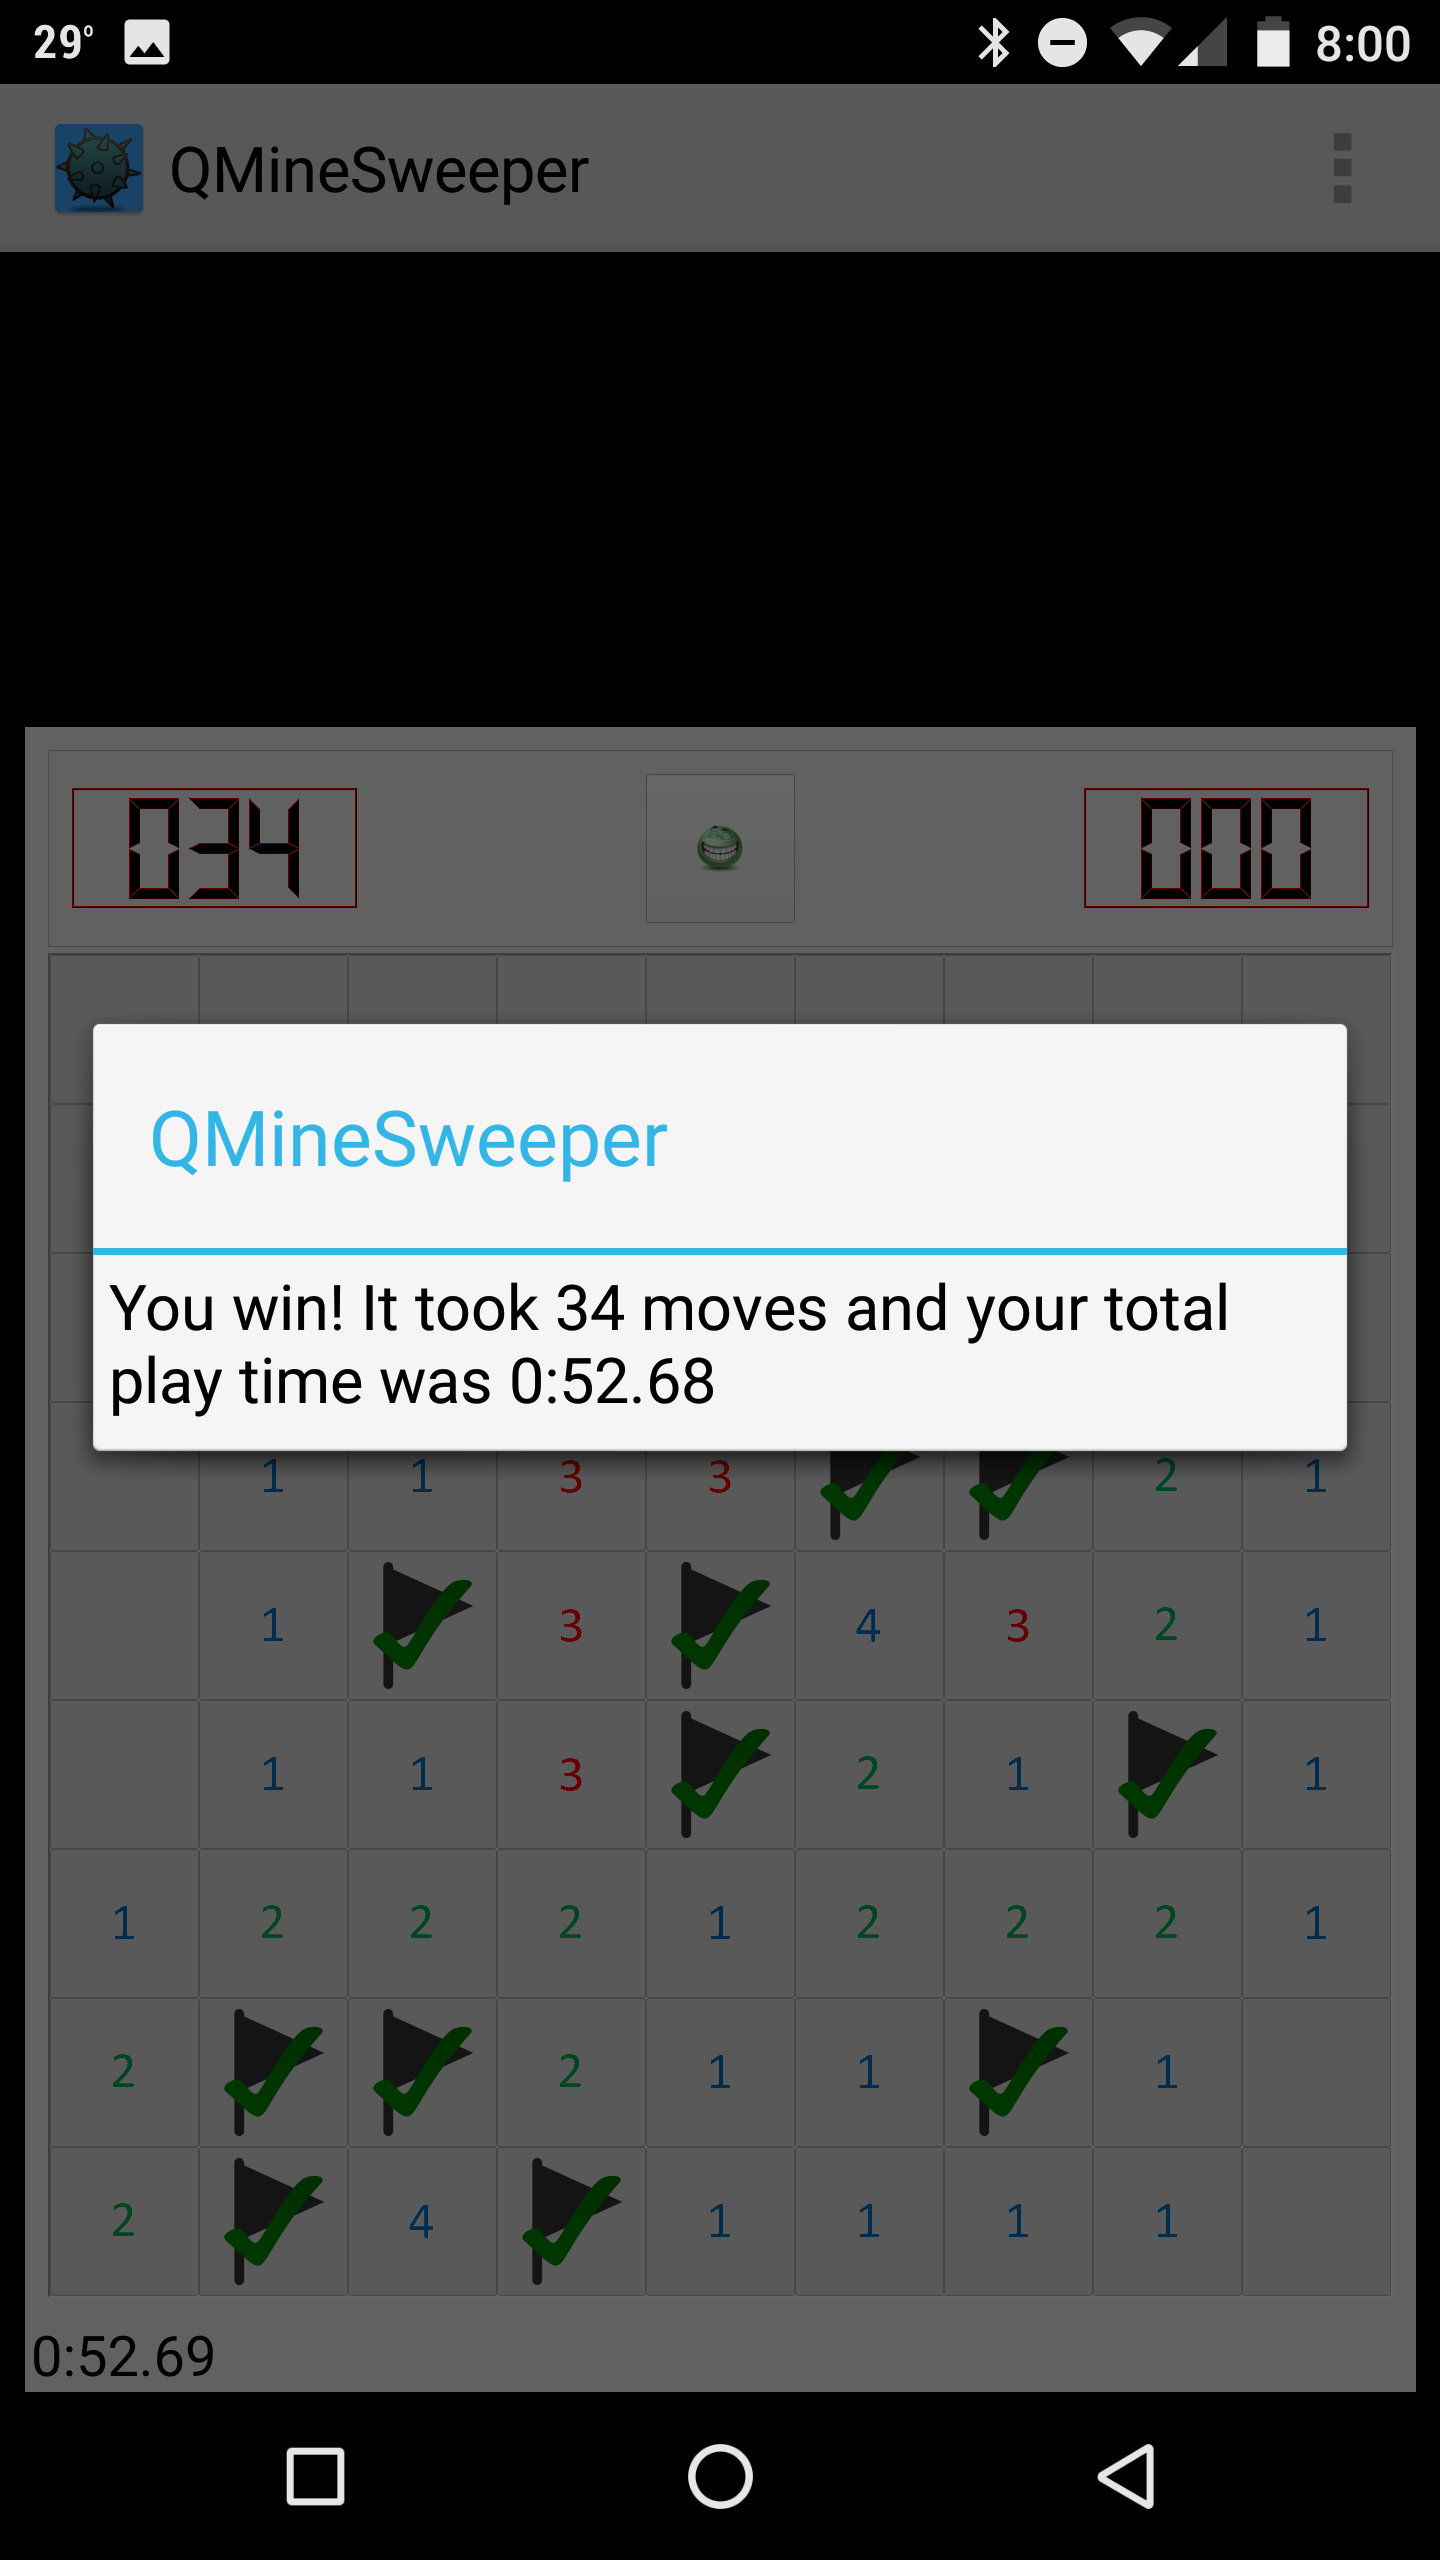 29° 8:00
QMineSweeper
034 000
QMineSweeper
You win! It took 34 moves and your total
play time was 0:52.68
1 1 3 3 2 1
1 3 4 3 2 1
1 1 3 2 1 1
1 2 2 2 1 2 2 2 1
2 2 1 1 1
2 4 1 1 1 1
0:52.69